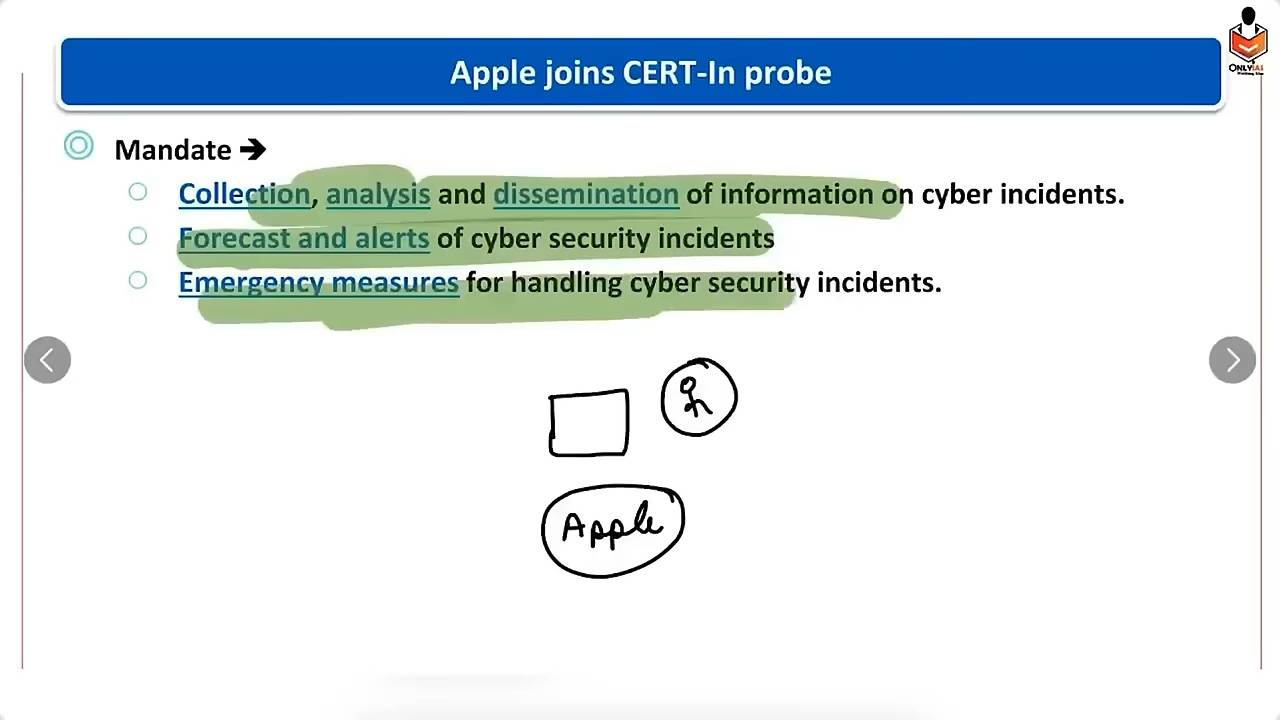 Apple joins CERT-In probe
ONLYIAS
Mandate ➔
Collection, analysis and dissemination of information on cyber incidents.
Forecast and alerts of cyber security incidents
Emergency measures for handling cyber security incidents.
Apple